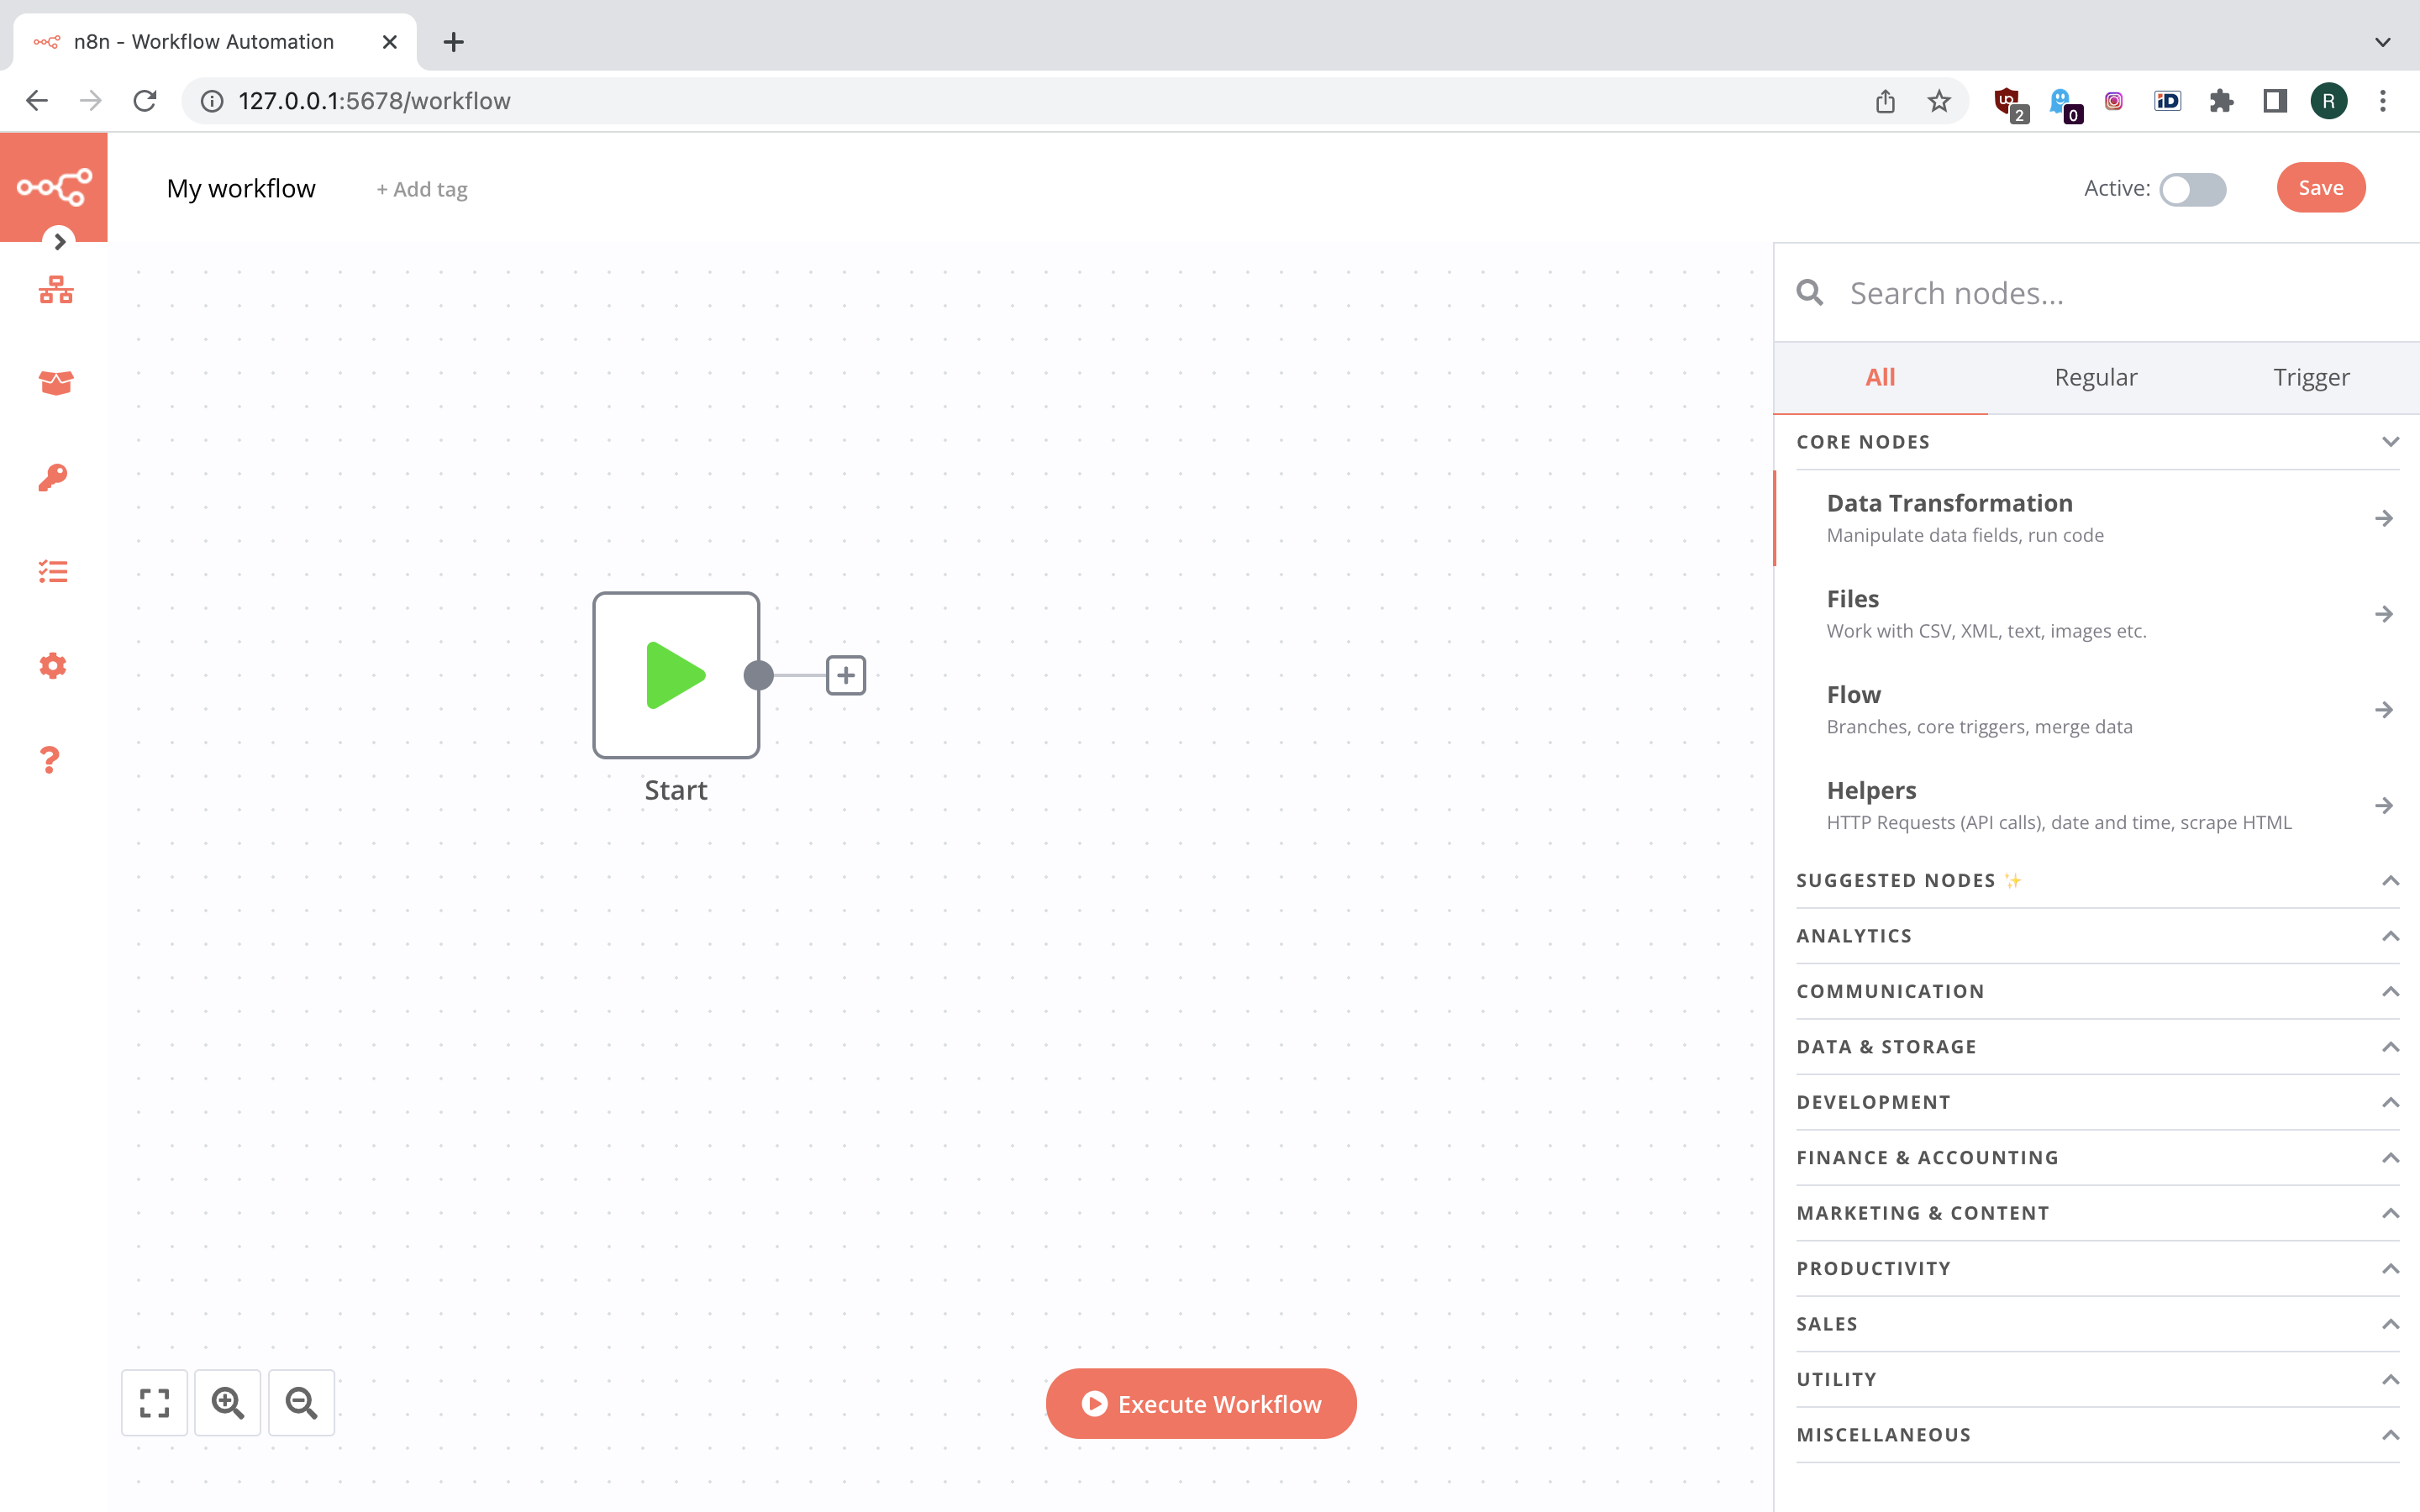 n8n - Workflow Automation
127.0.0.1:5678/workflow
2
0
iD
R
My workflow
+ Add tag
Active:
Save
Search nodes...
All Regular Trigger
CORE NODES
Data Transformation
Manipulate data fields, run code
Files
Work with CSV, XML, text, images etc.
Flow
Branches, core triggers, merge data
Helpers
HTTP Requests (API calls), date and time, scrape HTML
SUGGESTED NODES ✨
ANALYTICS
COMMUNICATION
DATA & STORAGE
DEVELOPMENT
FINANCE & ACCOUNTING
MARKETING & CONTENT
PRODUCTIVITY
SALES
UTILITY
MISCELLANEOUS
Start
Execute Workflow